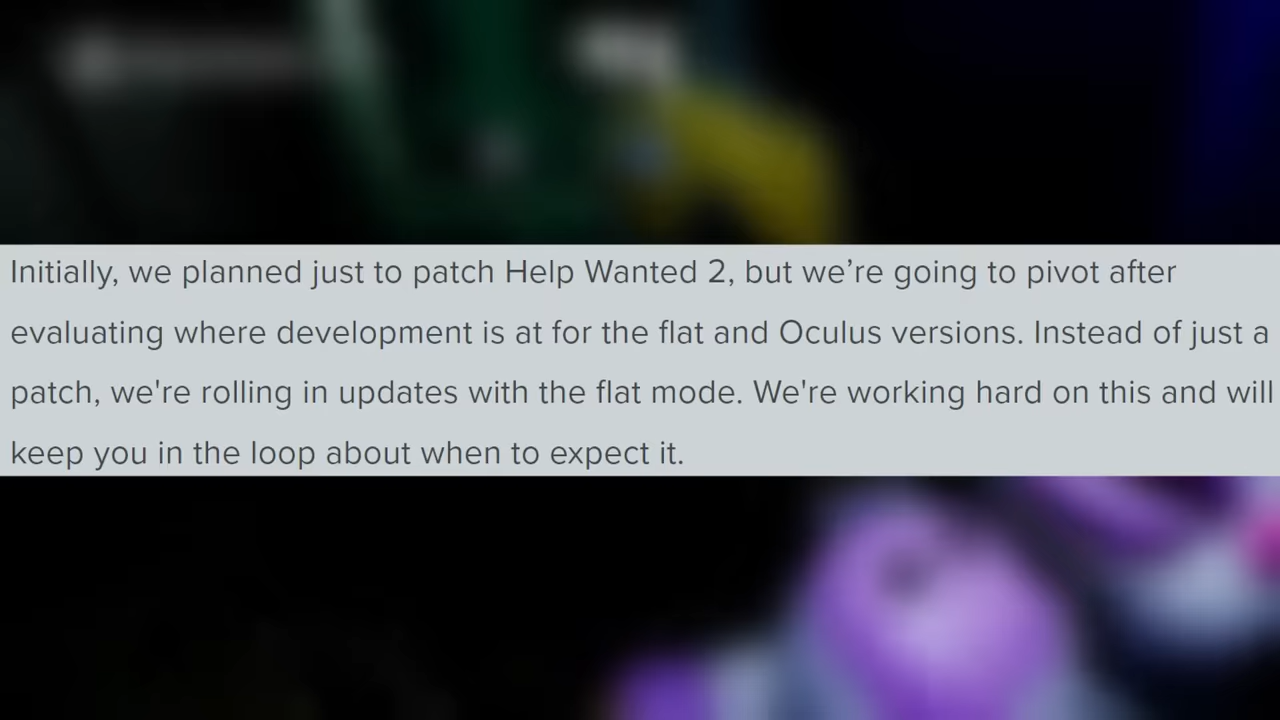 Initially, we planned just to patch Help Wanted 2, but we’re going to pivot after
evaluating where development is at for the flat and Oculus versions. Instead of just a
patch, we're rolling in updates with the flat mode. We're working hard on this and will
keep you in the loop about when to expect it.